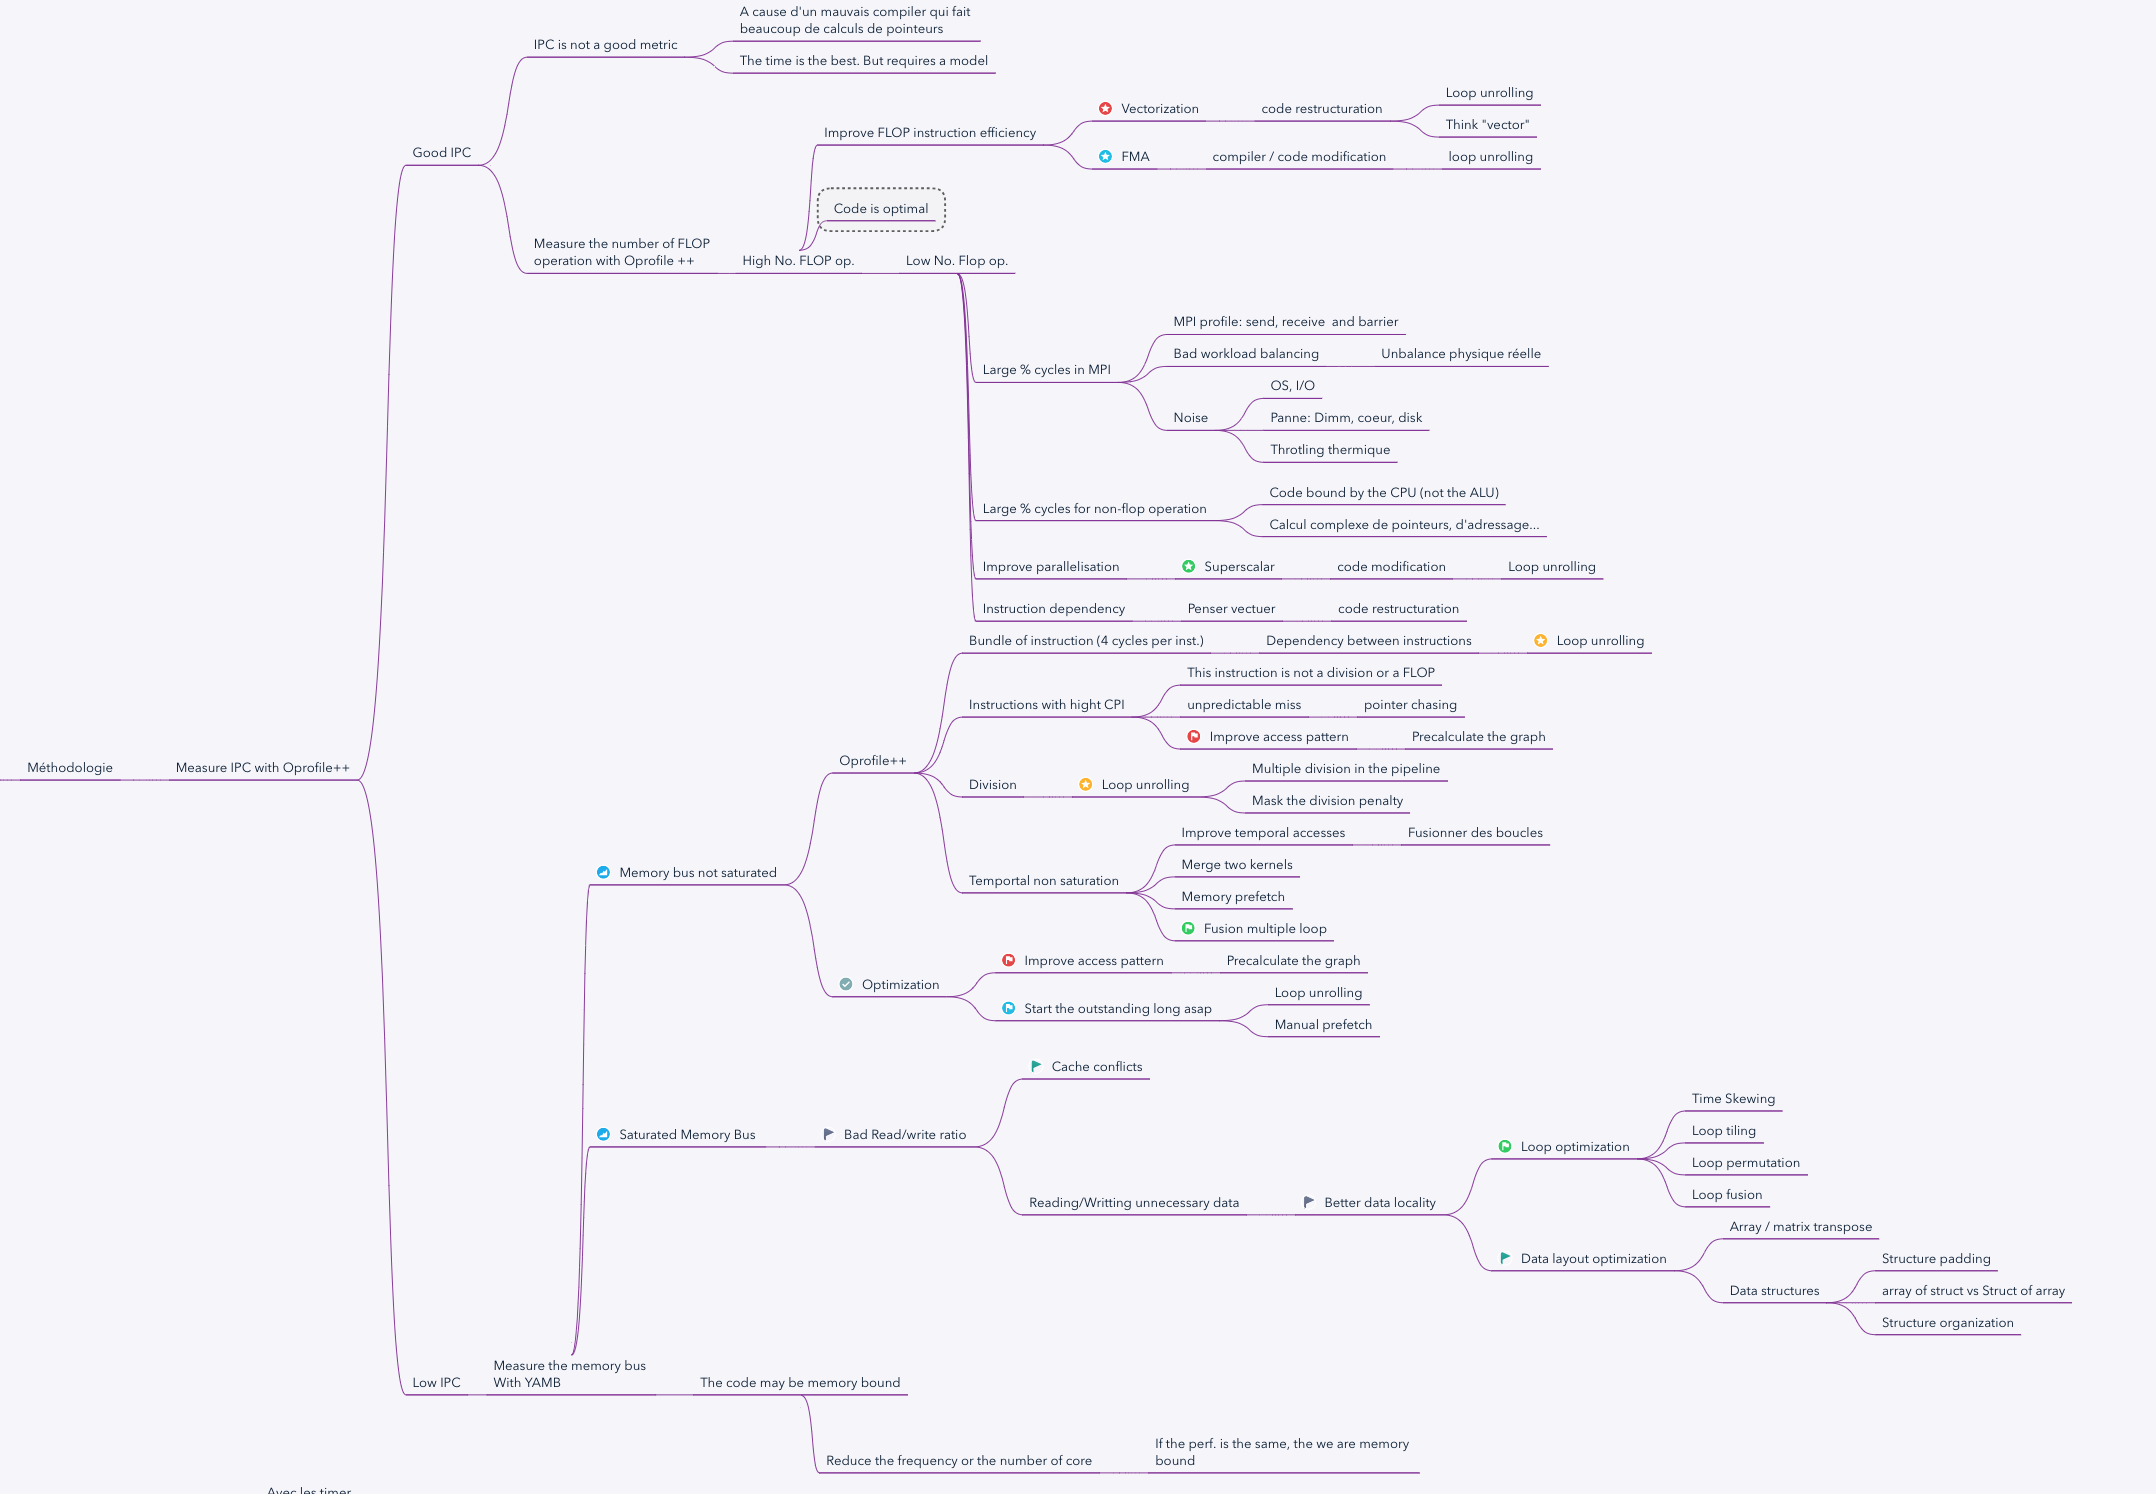 A cause d'un mauvais compiler qui fait
beaucoup de calculs de pointeurs
IPC is not a good metric
The time is the best. But requires a model
Loop unrolling
Vectorization
code restructuration
Think "vector"
Improve FLOP instruction efficiency
Good IPC
FMA
compiler / code modification
loop unrolling
Code is optimal
Measure the number of FLOP
operation with Oprofile ++
High No. FLOP op.
Low No. Flop op.
MPI profile: send, receive  and barrier
Bad workload balancing
Unbalance physique réelle
Large % cycles in MPI
OS, I/O
Noise
Panne: Dimm, coeur, disk
Throtling thermique
Code bound by the CPU (not the ALU)
Large % cycles for non-flop operation
Calcul complexe de pointeurs, d'adressage...
Improve parallelisation
Superscalar
code modification
Loop unrolling
Instruction dependency
Penser vectuer
code restructuration
Bundle of instruction (4 cycles per inst.)
Dependency between instructions
Loop unrolling
This instruction is not a division or a FLOP
Instructions with hight CPI
unpredictable miss
pointer chasing
Improve access pattern
Precalculate the graph
Méthodologie
Measure IPC with Oprofile++
Oprofile++
Multiple division in the pipeline
Division
Loop unrolling
Mask the division penalty
Improve temporal accesses
Fusionner des boucles
Memory bus not saturated
Merge two kernels
Temportal non saturation
Memory prefetch
Fusion multiple loop
Improve access pattern
Precalculate the graph
Optimization
Loop unrolling
Start the outstanding long asap
Manual prefetch
Cache conflicts
Time Skewing
Saturated Memory Bus
Bad Read/write ratio
Loop tiling
Loop optimization
Loop permutation
Loop fusion
Reading/Writting unnecessary data
Better data locality
Array / matrix transpose
Data layout optimization
Structure padding
Data structures
array of struct vs Struct of array
Structure organization
Measure the memory bus
With YAMB
Low IPC
The code may be memory bound
If the perf. is the same, the we are memory
bound
Reduce the frequency or the number of core
Avec les timer